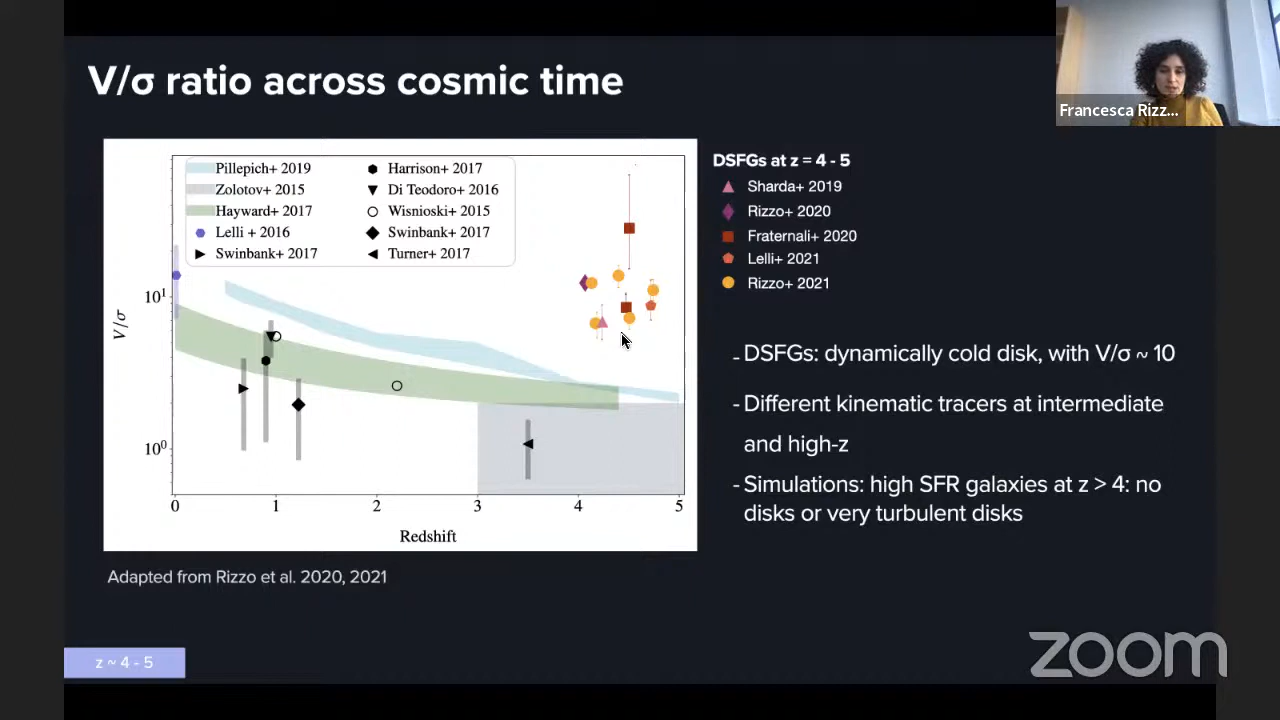 V/σ ratio across cosmic time
Francesca Rizz...
Pillepich+ 2019
Zolotov+ 2015
Hayward+ 2017
Lelli + 2016
Swinbank+ 2017
Harrison+ 2017
Di Teodoro+ 2016
Wisnioski+ 2015
Swinbank+ 2017
Turner+ 2017
10¹
10⁰
V/σ
0 1 2 3 4 5
Redshift
DSFGs at z = 4 - 5
Sharda+ 2019
Rizzo+ 2020
Fraternali+ 2020
Lelli+ 2021
Rizzo+ 2021
- DSFGs: dynamically cold disk, with V/σ ~ 10
- Different kinematic tracers at intermediate
and high-z
- Simulations: high SFR galaxies at z > 4: no
disks or very turbulent disks
Adapted from Rizzo et al. 2020, 2021
z ~ 4 - 5
zoom